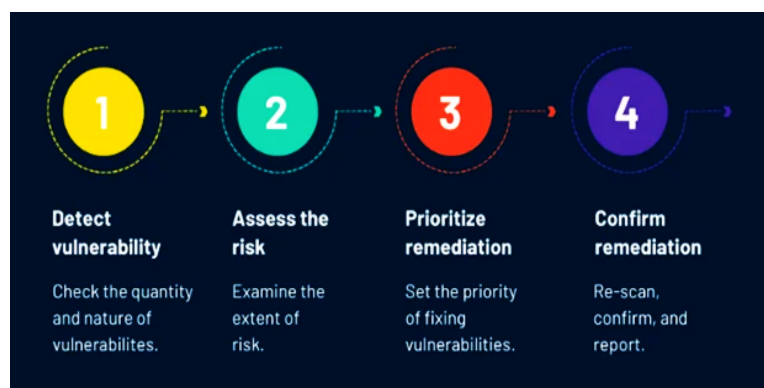 1
2
3
4
Detect
vulnerability
Check the quantity
and nature of
vulnerabilites.
Assess the
risk
Examine the
extent of
risk.
Prioritize
remediation
Set the priority
of fixing
vulnerabilities.
Confirm
remediation
Re-scan,
confirm, and
report.